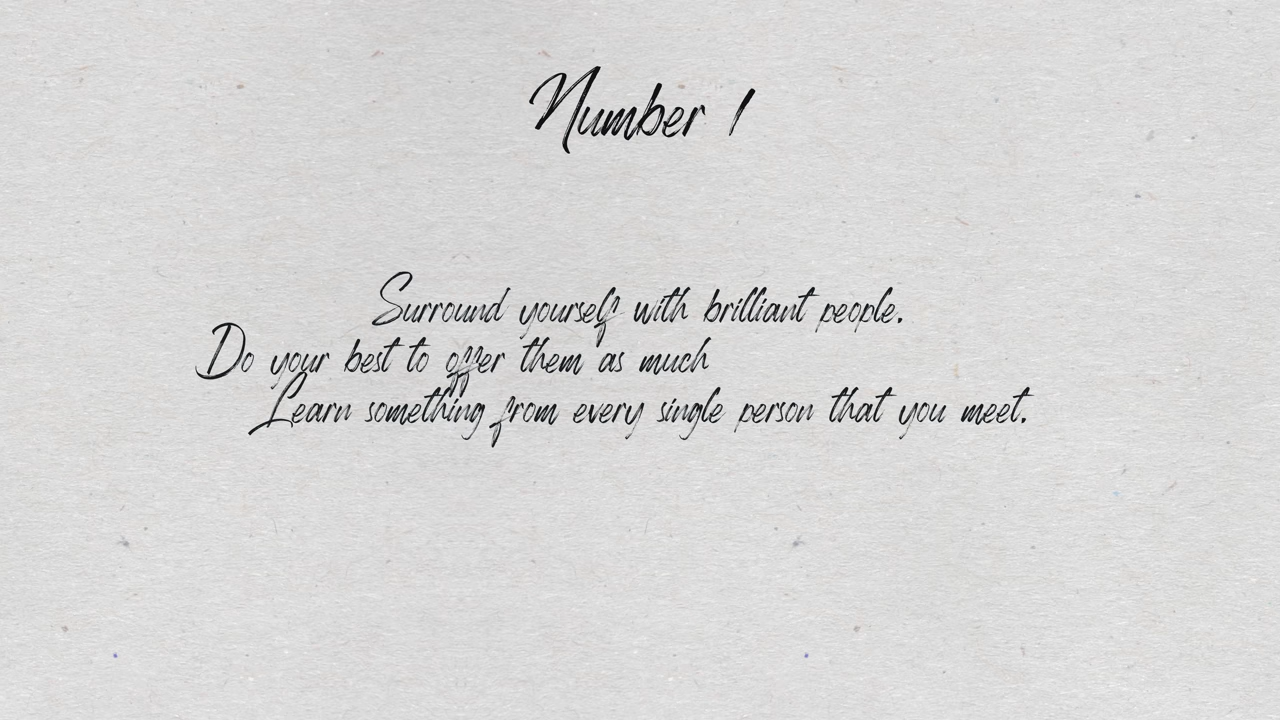 Number 1
Surround yourself with brilliant people.
Do your best to offer them as much
Learn something from every single person that you meet.